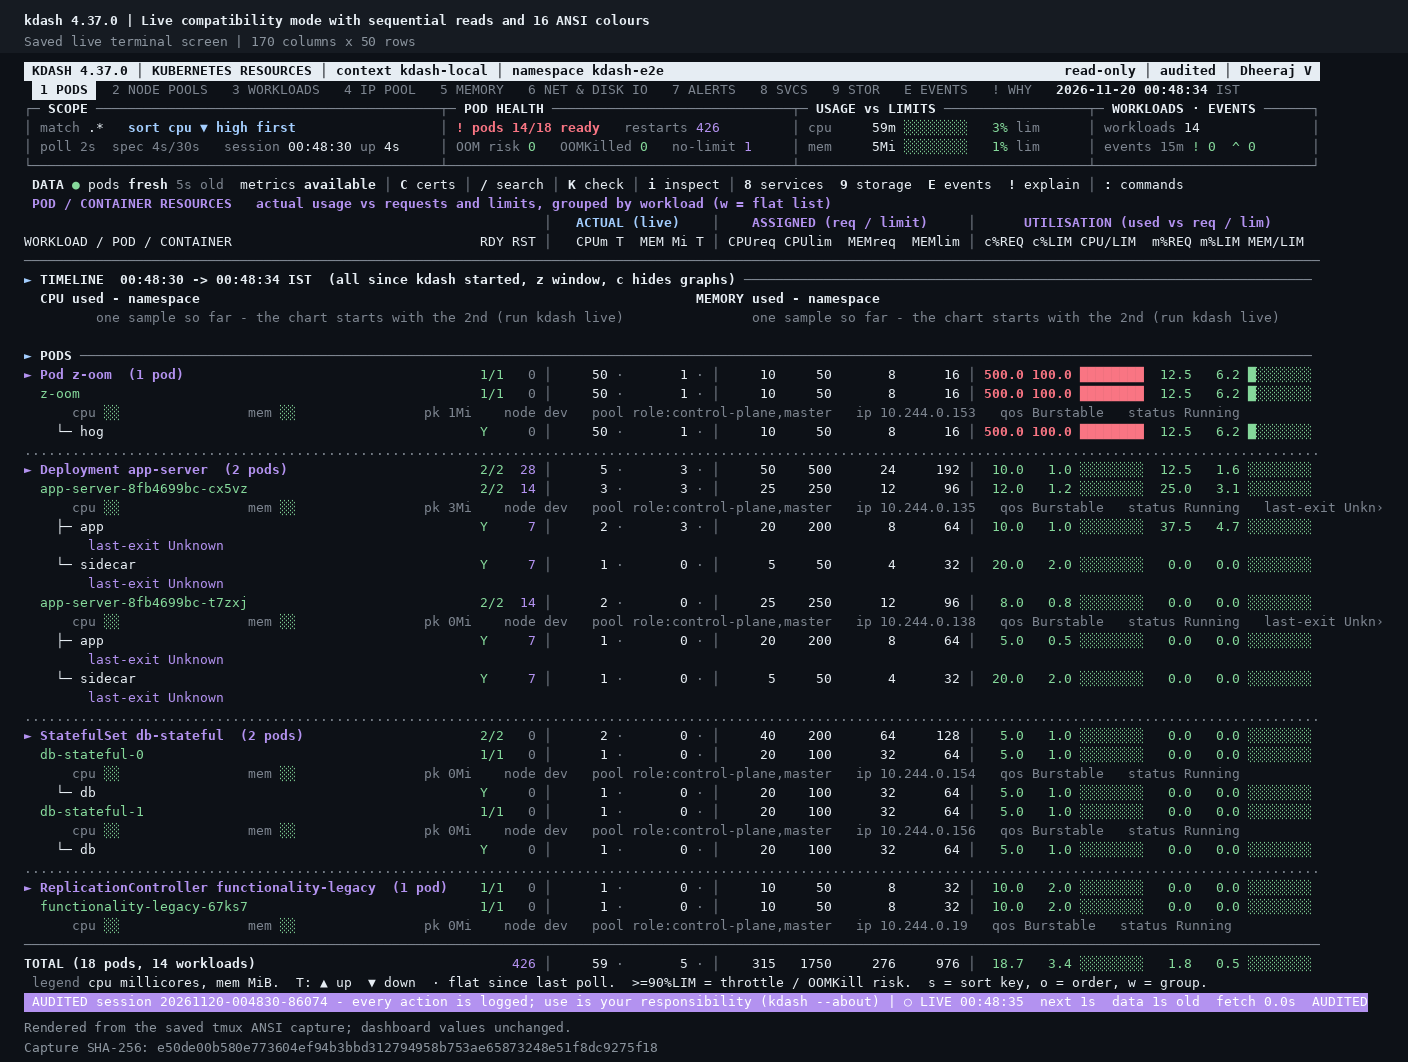 kdash 4.37.0 | Live compatibility mode with sequential reads and 16 ANSI colours
Saved live terminal screen | 170 columns x 50 rows
KDASH 4.37.0 │ KUBERNETES RESOURCES │ context kdash-local │ namespace kdash-e2e read-only │ audited │ Dheeraj V
1 PODS 2 NODE POOLS 3 WORKLOADS 4 IP POOL 5 MEMORY 6 NET & DISK IO 7 ALERTS 8 SVCS 9 STOR E EVENTS ! WHY 2026-11-20 00:48:34 IST
SCOPE POD HEALTH USAGE vs LIMITS WORKLOADS · EVENTS
│ match .* sort cpu ▼ high first │ ! pods 14/18 ready restarts 426 │ cpu 59m ░░░░░░░░ 3% lim │ workloads 14 │
│ poll 2s spec 4s/30s session 00:48:30 up 4s │ OOM risk 0 OOMKilled 0 no-limit 1 │ mem 5Mi ░░░░░░░░ 1% lim │ events 15m ! 0 ^ 0 │
DATA ● pods fresh 5s old metrics available │ C certs │ / search │ K check │ i inspect │ 8 services 9 storage E events ! explain │ : commands
POD / CONTAINER RESOURCES actual usage vs requests and limits, grouped by workload (w = flat list)
│ ACTUAL (live) │ ASSIGNED (req / limit) │ UTILISATION (used vs req / lim)
WORKLOAD / POD / CONTAINER RDY RST │ CPUm T MEM Mi T │ CPUreq CPUlim MEMreq MEMlim │ c%REQ c%LIM CPU/LIM m%REQ m%LIM MEM/LIM
► TIMELINE 00:48:30 -> 00:48:34 IST (all since kdash started, z window, c hides graphs)
CPU used - namespace MEMORY used - namespace
one sample so far - the chart starts with the 2nd (run kdash live) one sample so far - the chart starts with the 2nd (run kdash live)
► PODS
► Pod z-oom (1 pod) 1/1 0 │ 50 · 1 · │ 10 50 8 16 │ 500.0 100.0 ████████ 12.5 6.2 █░░░░░░░
z-oom 1/1 0 │ 50 · 1 · │ 10 50 8 16 │ 500.0 100.0 ████████ 12.5 6.2 █░░░░░░░
cpu ░░ mem ░░ pk 1Mi node dev pool role:control-plane,master ip 10.244.0.153 qos Burstable status Running
└─ hog Y 0 │ 50 · 1 · │ 10 50 8 16 │ 500.0 100.0 ████████ 12.5 6.2 █░░░░░░░
► Deployment app-server (2 pods) 2/2 28 │ 5 · 3 · │ 50 500 24 192 │ 10.0 1.0 ░░░░░░░░ 12.5 1.6 ░░░░░░░░
app-server-8fb4699bc-cx5vz 2/2 14 │ 3 · 3 · │ 25 250 12 96 │ 12.0 1.2 ░░░░░░░░ 25.0 3.1 ░░░░░░░░
cpu ░░ mem ░░ pk 3Mi node dev pool role:control-plane,master ip 10.244.0.135 qos Burstable status Running last-exit Unkn›
├─ app Y 7 │ 2 · 3 · │ 20 200 8 64 │ 10.0 1.0 ░░░░░░░░ 37.5 4.7 ░░░░░░░░
last-exit Unknown
└─ sidecar Y 7 │ 1 · 0 · │ 5 50 4 32 │ 20.0 2.0 ░░░░░░░░ 0.0 0.0 ░░░░░░░░
last-exit Unknown
app-server-8fb4699bc-t7zxj 2/2 14 │ 2 · 0 · │ 25 250 12 96 │ 8.0 0.8 ░░░░░░░░ 0.0 0.0 ░░░░░░░░
cpu ░░ mem ░░ pk 0Mi node dev pool role:control-plane,master ip 10.244.0.138 qos Burstable status Running last-exit Unkn›
├─ app Y 7 │ 1 · 0 · │ 20 200 8 64 │ 5.0 0.5 ░░░░░░░░ 0.0 0.0 ░░░░░░░░
last-exit Unknown
└─ sidecar Y 7 │ 1 · 0 · │ 5 50 4 32 │ 20.0 2.0 ░░░░░░░░ 0.0 0.0 ░░░░░░░░
last-exit Unknown
► StatefulSet db-stateful (2 pods) 2/2 0 │ 2 · 0 · │ 40 200 64 128 │ 5.0 1.0 ░░░░░░░░ 0.0 0.0 ░░░░░░░░
db-stateful-0 1/1 0 │ 1 · 0 · │ 20 100 32 64 │ 5.0 1.0 ░░░░░░░░ 0.0 0.0 ░░░░░░░░
cpu ░░ mem ░░ pk 0Mi node dev pool role:control-plane,master ip 10.244.0.154 qos Burstable status Running
└─ db Y 0 │ 1 · 0 · │ 20 100 32 64 │ 5.0 1.0 ░░░░░░░░ 0.0 0.0 ░░░░░░░░
db-stateful-1 1/1 0 │ 1 · 0 · │ 20 100 32 64 │ 5.0 1.0 ░░░░░░░░ 0.0 0.0 ░░░░░░░░
cpu ░░ mem ░░ pk 0Mi node dev pool role:control-plane,master ip 10.244.0.156 qos Burstable status Running
└─ db Y 0 │ 1 · 0 · │ 20 100 32 64 │ 5.0 1.0 ░░░░░░░░ 0.0 0.0 ░░░░░░░░
► ReplicationController functionality-legacy (1 pod) 1/1 0 │ 1 · 0 · │ 10 50 8 32 │ 10.0 2.0 ░░░░░░░░ 0.0 0.0 ░░░░░░░░
functionality-legacy-67ks7 1/1 0 │ 1 · 0 · │ 10 50 8 32 │ 10.0 2.0 ░░░░░░░░ 0.0 0.0 ░░░░░░░░
cpu ░░ mem ░░ pk 0Mi node dev pool role:control-plane,master ip 10.244.0.19 qos Burstable status Running
TOTAL (18 pods, 14 workloads) 426 │ 59 · 5 · │ 315 1750 276 976 │ 18.7 3.4 ░░░░░░░░ 1.8 0.5 ░░░░░░░░
legend cpu millicores, mem MiB. T: ▲ up ▼ down · flat since last poll. >=90%LIM = throttle / OOMKill risk. s = sort key, o = order, w = group.
AUDITED session 20261120-004830-86074 - every action is logged; use is your responsibility (kdash --about) | ○ LIVE 00:48:35 next 1s data 1s old fetch 0.0s AUDITED
Rendered from the saved tmux ANSI capture; dashboard values unchanged.
Capture SHA-256: e50de00b580e773604ef94b3bbd312794958b753ae65873248e51f8dc9275f18